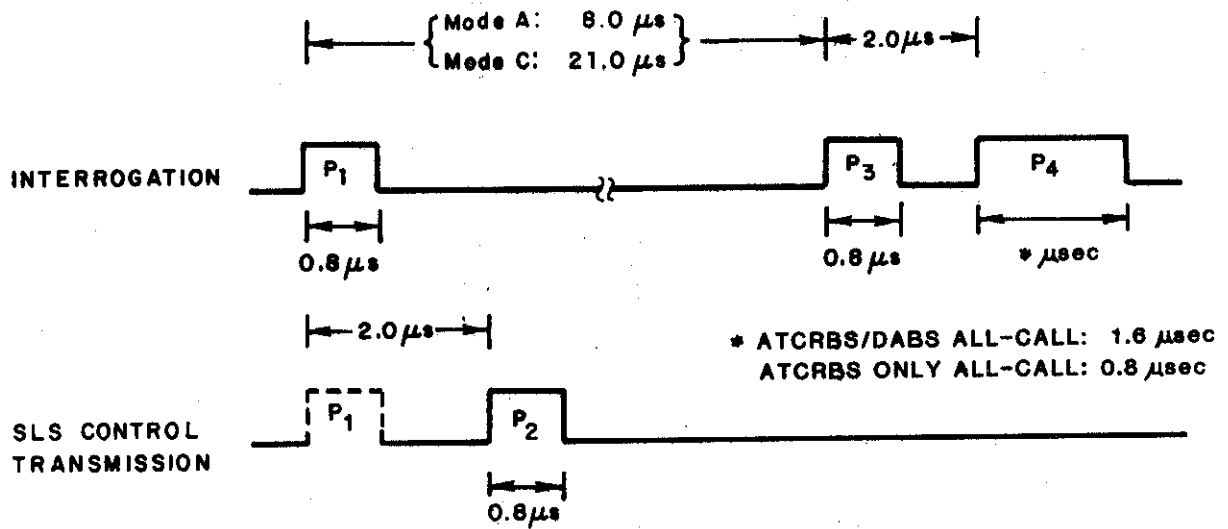 Mode A: 8.0 μs
Mode C: 21.0 μs
2.0 μs
INTERROGATION
P1
P3
P4
0.8 μs
0.8 μs
* μsec
2.0 μs
* ATCRBS/DABS ALL-CALL: 1.6 μsec
ATCRBS ONLY ALL-CALL: 0.8 μsec
SLS CONTROL
TRANSMISSION
P1
P2
0.8 μs